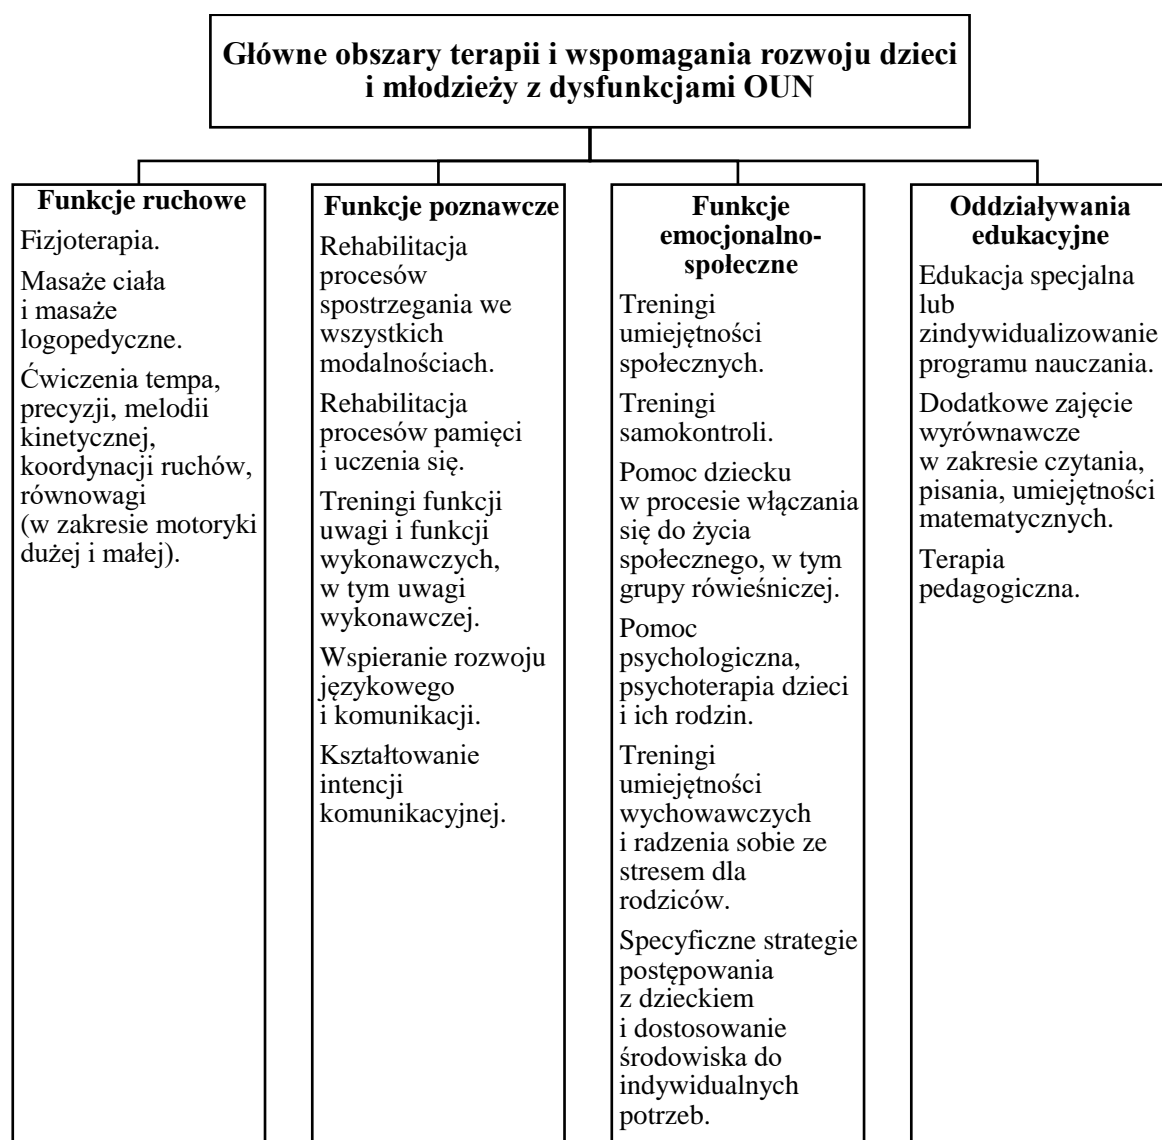 Główne obszary terapii i wspomagania rozwoju dzieci
i młodzieży z dysfunkcjami OUN
Funkcje ruchowe
Fizjoterapia.
Masaże ciała
i masaże
logopedyczne.
Ćwiczenia tempa,
precyzji, melodii
kinetycznej,
koordynacji ruchów,
równowagi
(w zakresie motoryki
dużej i małej).
Funkcje poznawcze
Rehabilitacja
procesów
spostrzegania we
wszystkich
modalnościach.
Rehabilitacja
procesów pamięci
i uczenia się.
Treningi funkcji
uwagi i funkcji
wykonawczych,
w tym uwagi
wykonawczej.
Wspieranie rozwoju
językowego
i komunikacji.
Kształtowanie
intencji
komunikacyjnej.
Funkcje
emocjonalno-
społeczne
Treningi
umiejętności
społecznych.
Treningi
samokontroli.
Pomoc dziecku
w procesie włączania
się do życia
społecznego, w tym
grupy rówieśniczej.
Pomoc
psychologiczna,
psychoterapia dzieci
i ich rodzin.
Treningi
umiejętności
wychowawczych
i radzenia sobie ze
stresem dla
rodziców.
Specyficzne strategie
postępowania
z dzieckiem
i dostosowanie
środowiska do
indywidualnych
potrzeb.
Oddziaływania
edukacyjne
Edukacja specjalna
lub
zindywidualizowanie
programu nauczania.
Dodatkowe zajęcie
wyrównawcze
w zakresie czytania,
pisania, umiejętności
matematycznych.
Terapia
pedagogiczna.